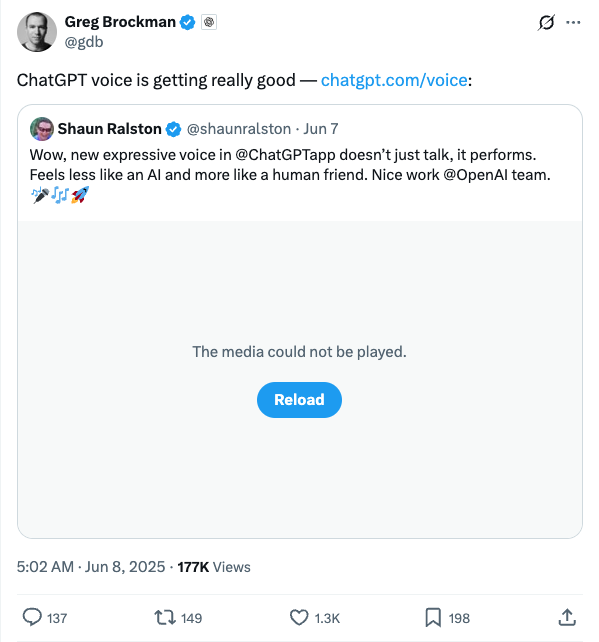 Greg Brockman
@gdb
ChatGPT voice is getting really good — chatgpt.com/voice:
Shaun Ralston @shaunralston · Jun 7
Wow, new expressive voice in @ChatGPTapp doesn’t just talk, it performs.
Feels less like an AI and more like a human friend. Nice work @OpenAI team.
🎤🎶🚀
The media could not be played.
Reload
5:02 AM · Jun 8, 2025 · 177K Views
137 149 1.3K 198